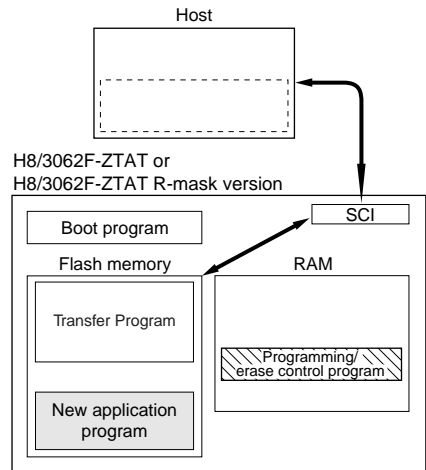 Host
H8/3062F-ZTAT or
H8/3062F-ZTAT R-mask version
SCI
Boot program
Flash memory
RAM
Transfer Program
Programming/
erase control program
New application
program